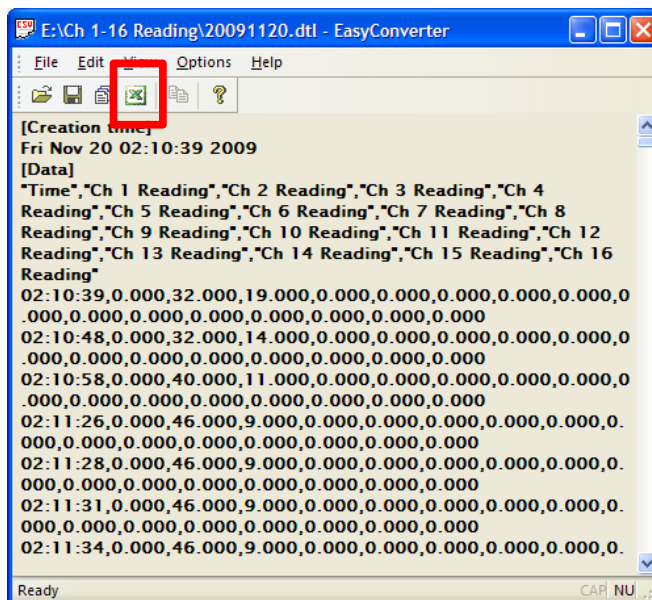 E:\Ch 1-16 Reading\20091120.dtl - EasyConverter
File Edit View Options Help
[Creation time]
Fri Nov 20 02:10:39 2009
[Data]
"Time","Ch 1 Reading","Ch 2 Reading","Ch 3 Reading","Ch 4
Reading","Ch 5 Reading","Ch 6 Reading","Ch 7 Reading","Ch 8
Reading","Ch 9 Reading","Ch 10 Reading","Ch 11 Reading","Ch 12
Reading","Ch 13 Reading","Ch 14 Reading","Ch 15 Reading","Ch 16
Reading"
02:10:39,0.000,32.000,19.000,0.000,0.000,0.000,0.000,0.000,0
.000,0.000,0.000,0.000,0.000,0.000,0.000,0.000
02:10:48,0.000,32.000,14.000,0.000,0.000,0.000,0.000,0.000,0
.000,0.000,0.000,0.000,0.000,0.000,0.000,0.000
02:10:58,0.000,40.000,11.000,0.000,0.000,0.000,0.000,0.000,0
.000,0.000,0.000,0.000,0.000,0.000,0.000,0.000
02:11:26,0.000,46.000,9.000,0.000,0.000,0.000,0.000,0.000,0.
000,0.000,0.000,0.000,0.000,0.000,0.000,0.000
02:11:28,0.000,46.000,9.000,0.000,0.000,0.000,0.000,0.000,0.
000,0.000,0.000,0.000,0.000,0.000,0.000,0.000
02:11:31,0.000,46.000,9.000,0.000,0.000,0.000,0.000,0.000,0.
000,0.000,0.000,0.000,0.000,0.000,0.000,0.000
02:11:34,0.000,46.000,9.000,0.000,0.000,0.000,0.000,0.000,0.
Ready CAP NU